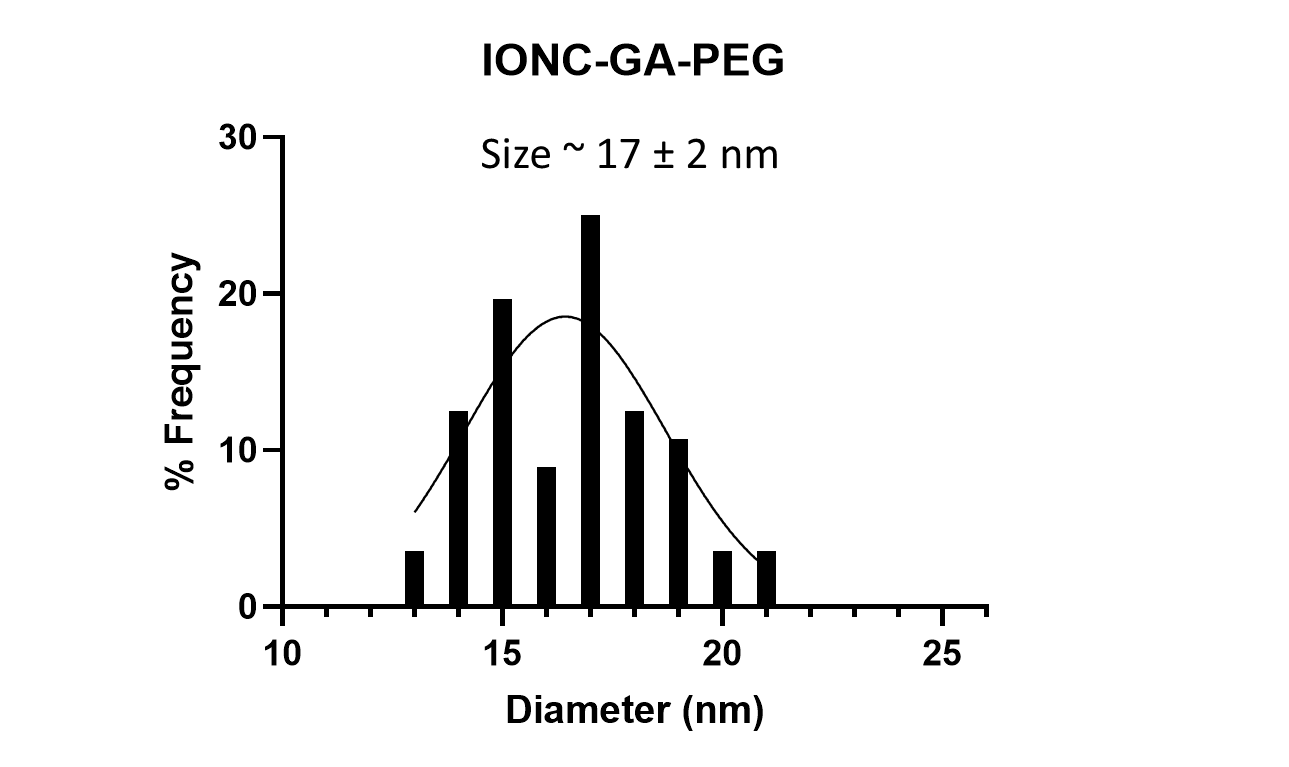 IONC-GA-PEG
Size ~ 17 ± 2 nm
30
20
10
0
% Frequency
10 15 20 25
Diameter (nm)